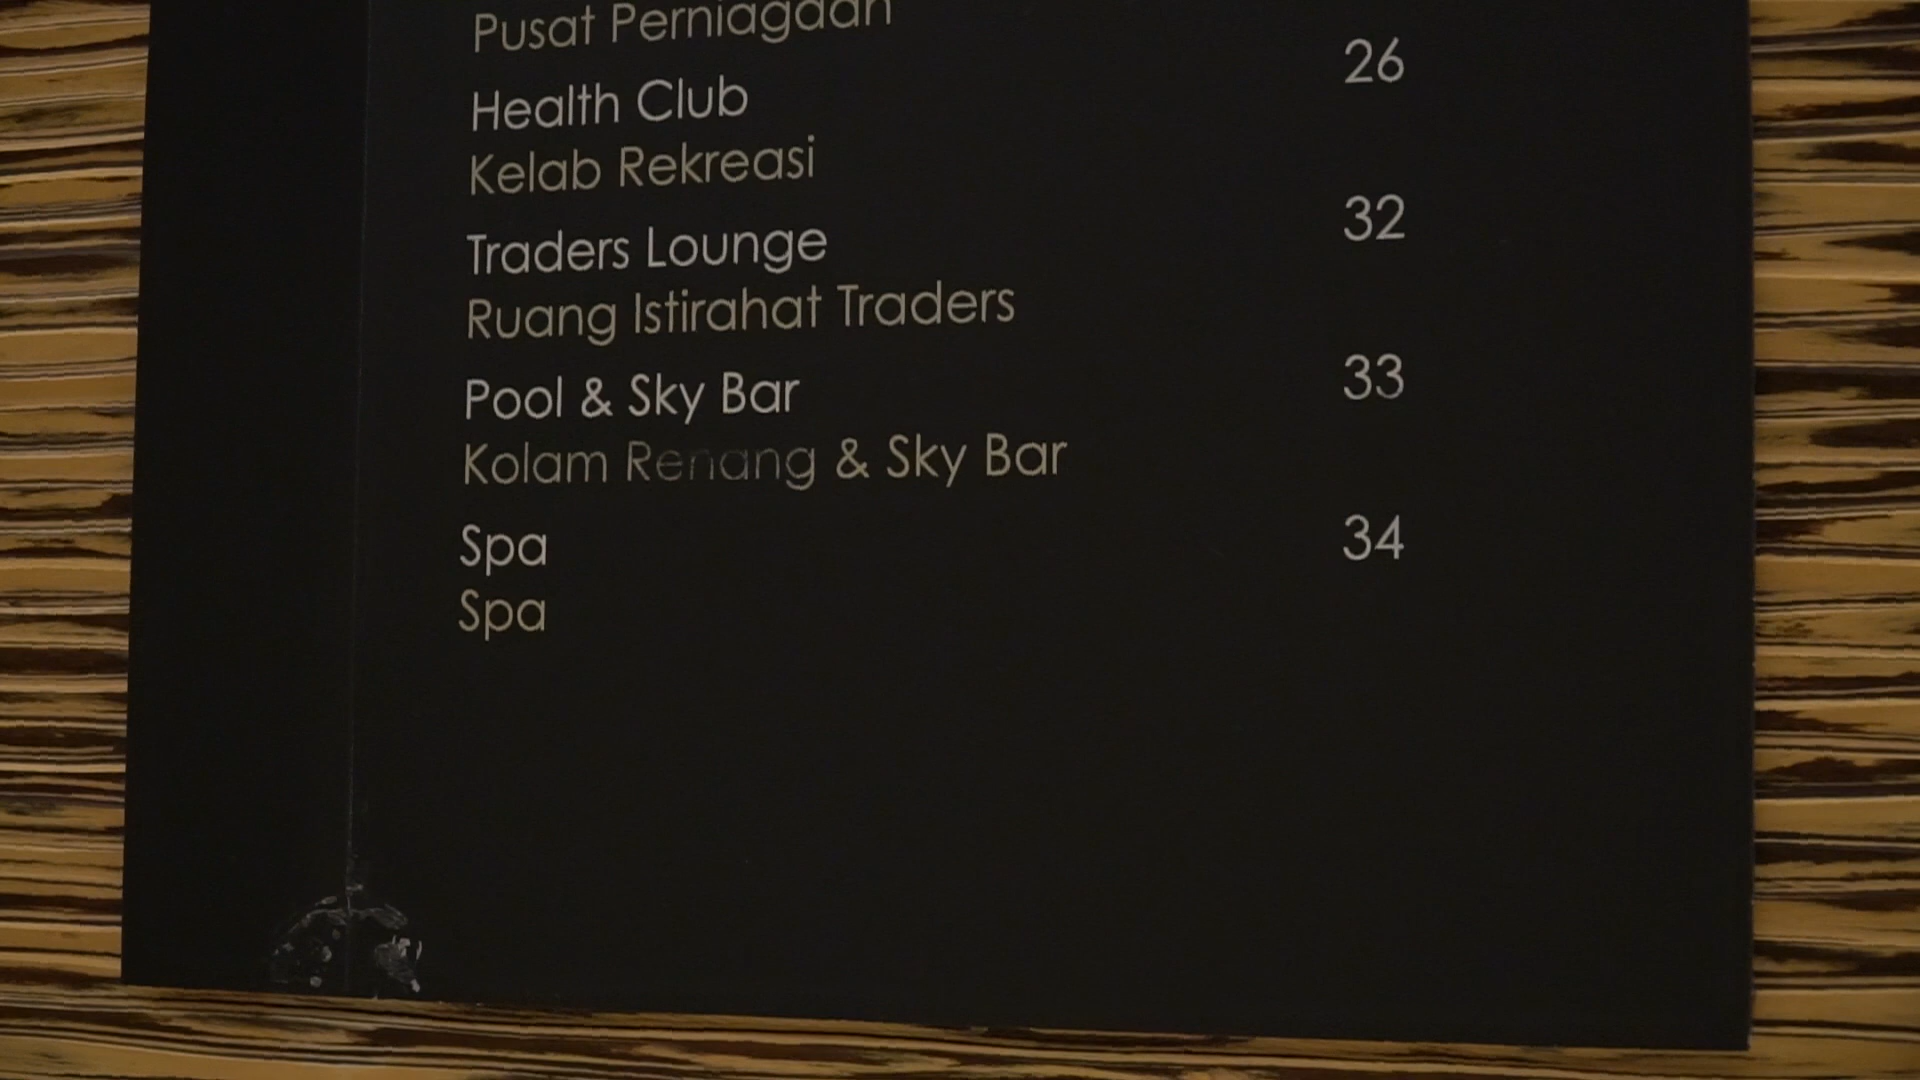 Pusat Perniagaan
26
Health Club
Kelab Rekreasi
32
Traders Lounge
Ruang Istirahat Traders
33
Pool & Sky Bar
Kolam Renang & Sky Bar
34
Spa
Spa